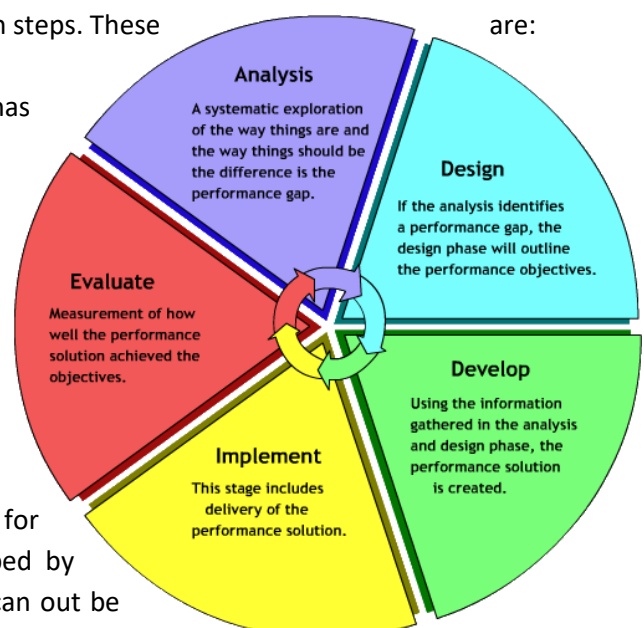 n steps. These are:
has
Analysis
A systematic exploration
of the way things are and
the way things should be
the difference is the
performance gap.
Design
If the analysis identifies
a performance gap, the
design phase will outline
the performance objectives.
Develop
Using the information
gathered in the analysis
and design phase, the
performance solution
is created.
Implement
This stage includes
delivery of the
performance solution.
Evaluate
Measurement of how
well the performance
solution achieved the
objectives.
for
ped by
can out be